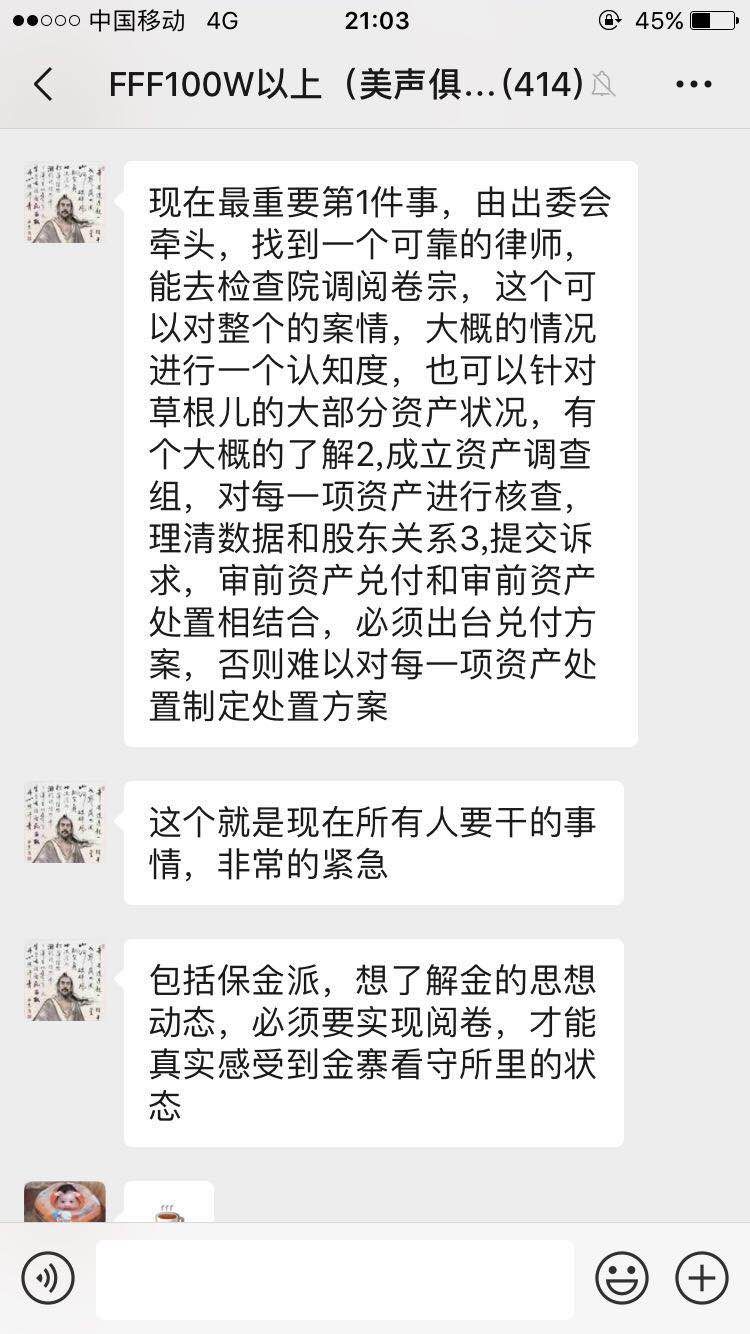 中国移动 4G 21:03 45%
FFF100W以上（美声俱...(414)
现在最重要第1件事，由出委会
牵头，找到一个可靠的律师，
能去检查院调阅卷宗，这个可
以对整个的案情，大概的情况
进行一个认知度，也可以针对
草根儿的大部分资产状况，有
个大概的了解2,成立资产调查
组，对每一项资产进行核查，
理清数据和股东关系3,提交诉
求，审前资产兑付和审前资产
处置相结合，必须出台兑付方
案，否则难以对每一项资产处
置制定处置方案
这个就是现在所有人要干的事
情，非常的紧急
包括保金派，想了解金的思想
动态，必须要实现阅卷，才能
真实感受到金寨看守所里的状
态